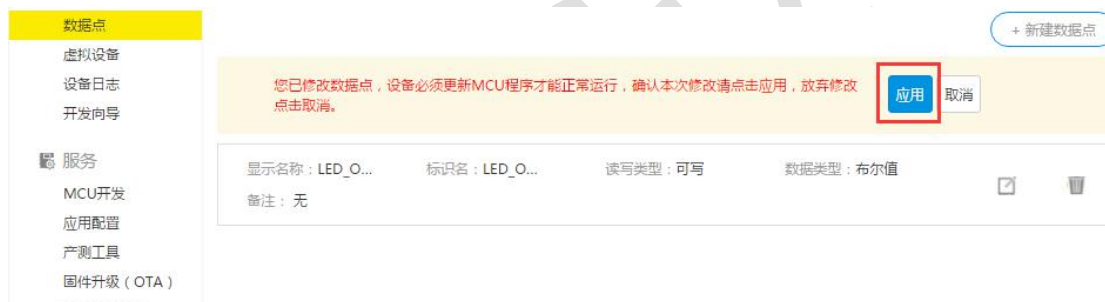 数据点
+ 新建数据点
虚拟设备
设备日志
开发向导
您已修改数据点,设备必须更新MCU程序才能正常运行,确认本次修改请点击应用,放弃修改
点击取消。
应用 取消
服务
MCU开发
应用配置
产测工具
固件升级(OTA)
显示名称:LED_O... 标识名:LED_O... 读写类型:可写 数据类型:布尔值
备注:无